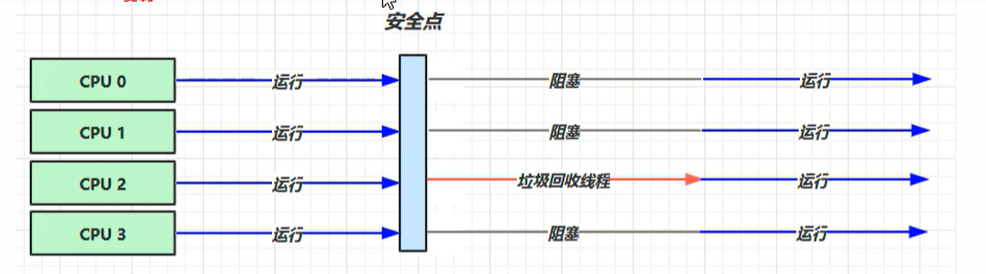 安全点
CPU 0 运行 阻塞 运行
CPU 1 运行 阻塞 运行
CPU 2 运行 垃圾回收线程 运行
CPU 3 运行 阻塞 运行